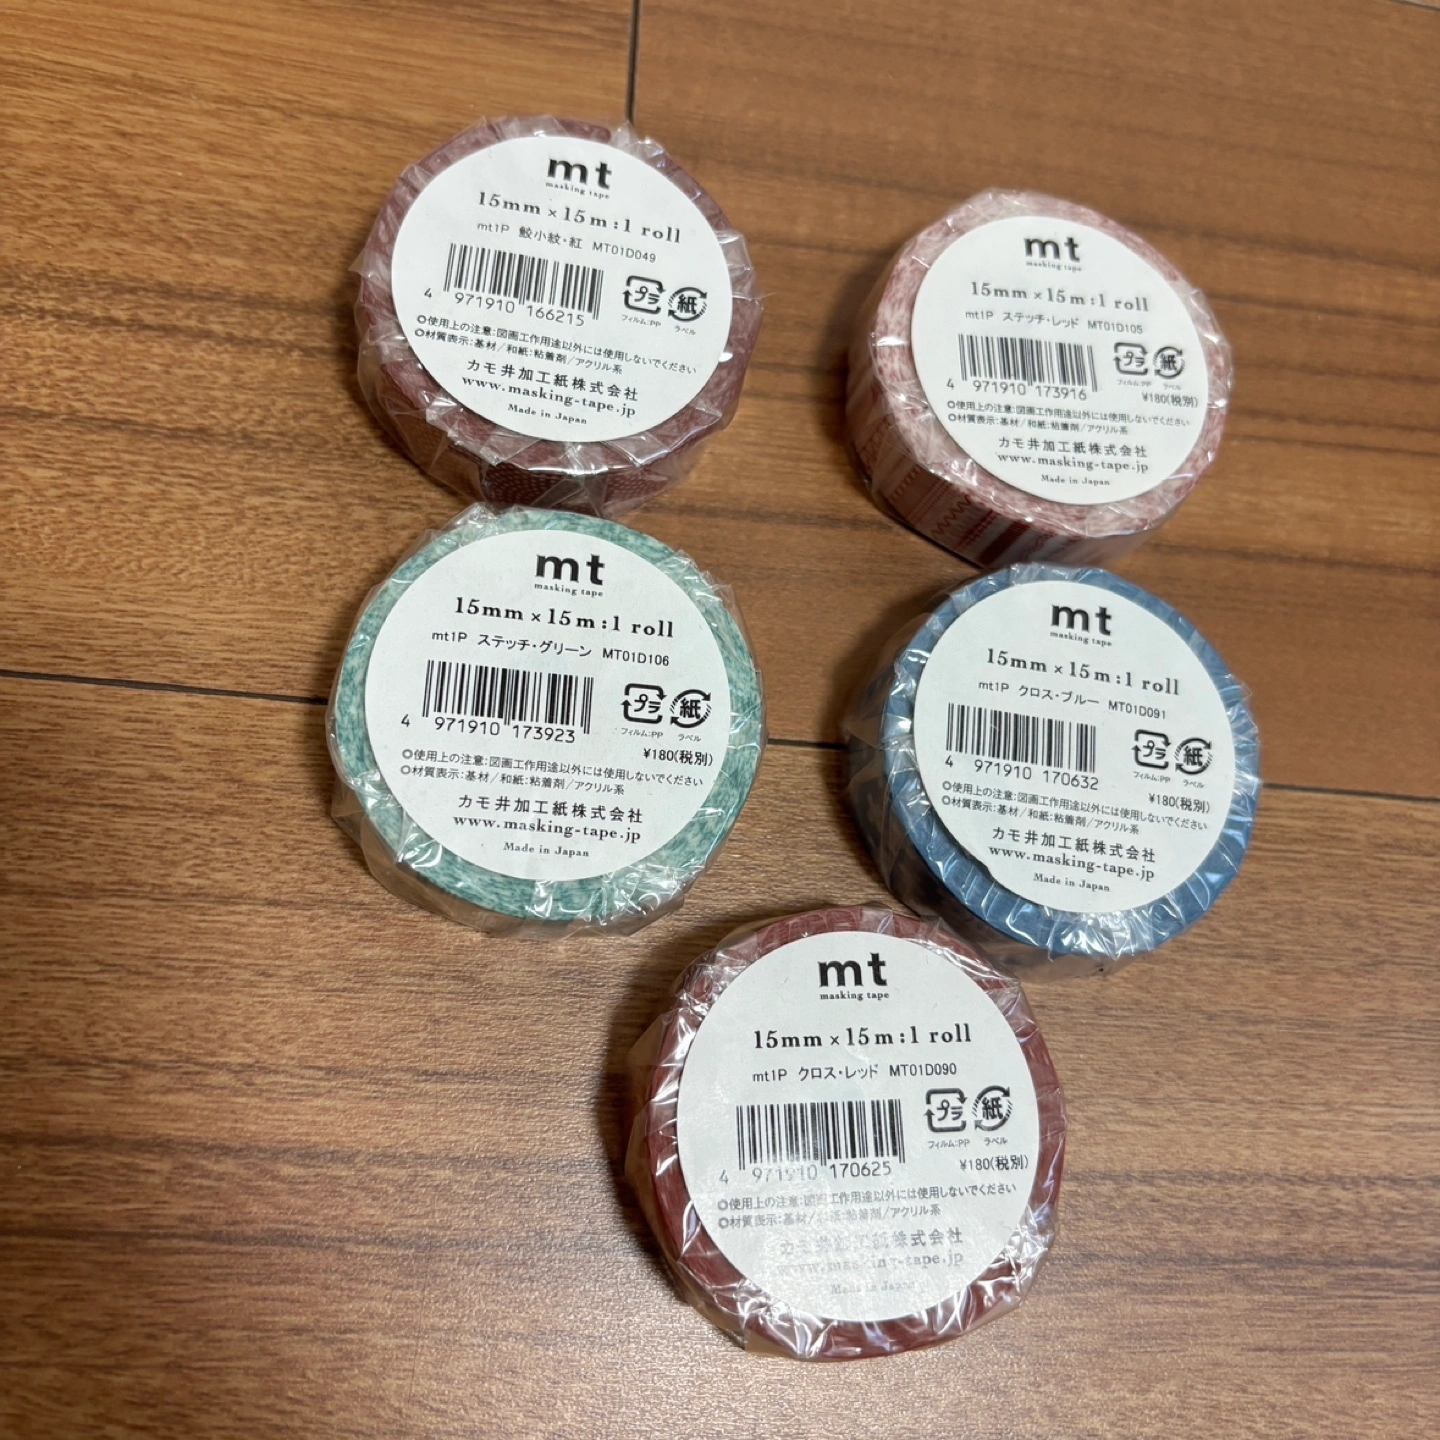 mt
masking tape
15mm×15m:1 roll
mt1P 鮫小紋・紅 MT01D049
4 971910 166215
プラ 紙
フィルム:PP ラベル
◎使用上の注意:図画工作用途以外には使用しないでください
◎材質表示:基材/和紙:粘着剤/アクリル系
カモ井加工紙株式会社
www.masking-tape.jp
Made in Japan
mt
masking tape
15mm×15m:1 roll
mt1P ステッチ・レッド MT01D105
プラ 紙
フィルム:PP ラベル
4 971910 173916
¥180(税別)
◎使用上の注意:図画工作用途以外には使用しないでください
◎材質表示:基材/和紙:粘着剤/アクリル系
カモ井加工紙株式会社
www.masking-tape.jp
Made in Japan
mt
masking tape
15mm×15m:1 roll
mt1P ステッチ・グリーン MT01D106
プラ 紙
フィルム:PP ラベル
4 971910 173923
¥180(税別)
◎使用上の注意:図画工作用途以外には使用しないでください
◎材質表示:基材/和紙:粘着剤/アクリル系
カモ井加工紙株式会社
www.masking-tape.jp
Made in Japan
mt
masking tape
15mm×15m:1 roll
mt1P クロス・ブルー MT01D091
プラ 紙
フィルム:PP ラベル
4 971910 170632
¥180(税別)
◎使用上の注意:図画工作用途以外には使用しないでください
◎材質表示:基材/和紙:粘着剤/アクリル系
カモ井加工紙株式会社
www.masking-tape.jp
Made in Japan
mt
masking tape
15mm×15m:1 roll
mt1P クロス・レッド MT01D090
プラ 紙
フィルム:PP ラベル
4 971910 170625
¥180(税別)
◎使用上の注意:図画工作用途以外には使用しないでください
◎材質表示:基材/和紙:粘着剤/アクリル系
カモ井加工紙株式会社
www.masking-tape.jp
Made in Japan